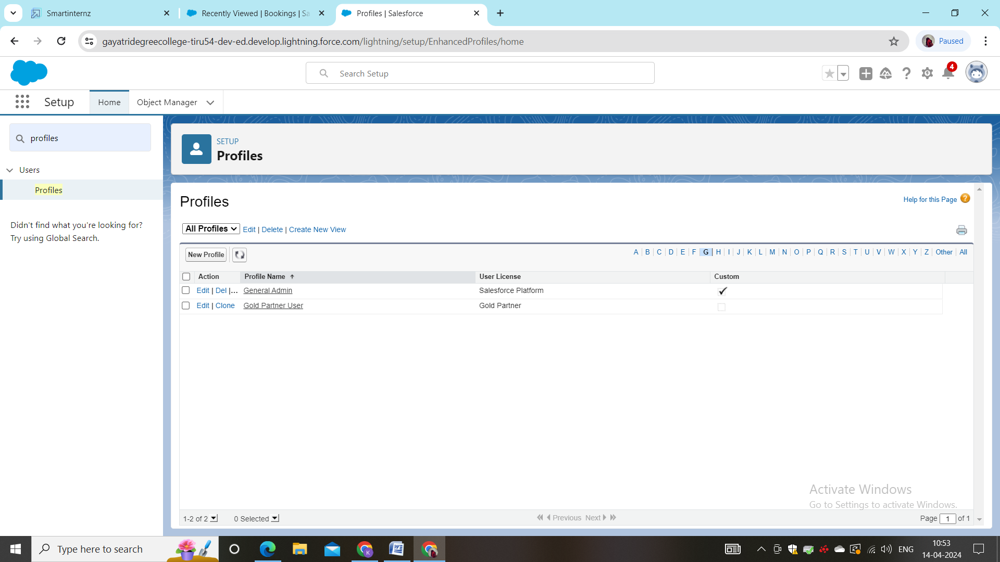 Smartinternz
Recently Viewed | Bookings | Sa
Profiles | Salesforce
gayatridegreecollege-tiru54-dev-ed.develop.lightning.force.com/lightning/setup/EnhancedProfiles/home
Paused
Search Setup
4
Setup
Home
Object Manager
profiles
Users
Profiles
Didn't find what you're looking for?
Try using Global Search.
SETUP
Profiles
Profiles
Help for this Page ?
All Profiles Edit | Delete | Create New View
New Profile
A | B | C | D | E | F | G | H | I | J | K | L | M | N | O | P | Q | R | S | T | U | V | W | X | Y | Z | Other | All
Action Profile Name User License Custom
Edit | Del |... General Admin Salesforce Platform
Edit | Clone Gold Partner User Gold Partner
Activate Windows
Go to Settings to activate Windows.
1-2 of 2 0 Selected Previous Next Page 1 of 1
Type here to search
K
ENG
10:53
14-04-2024